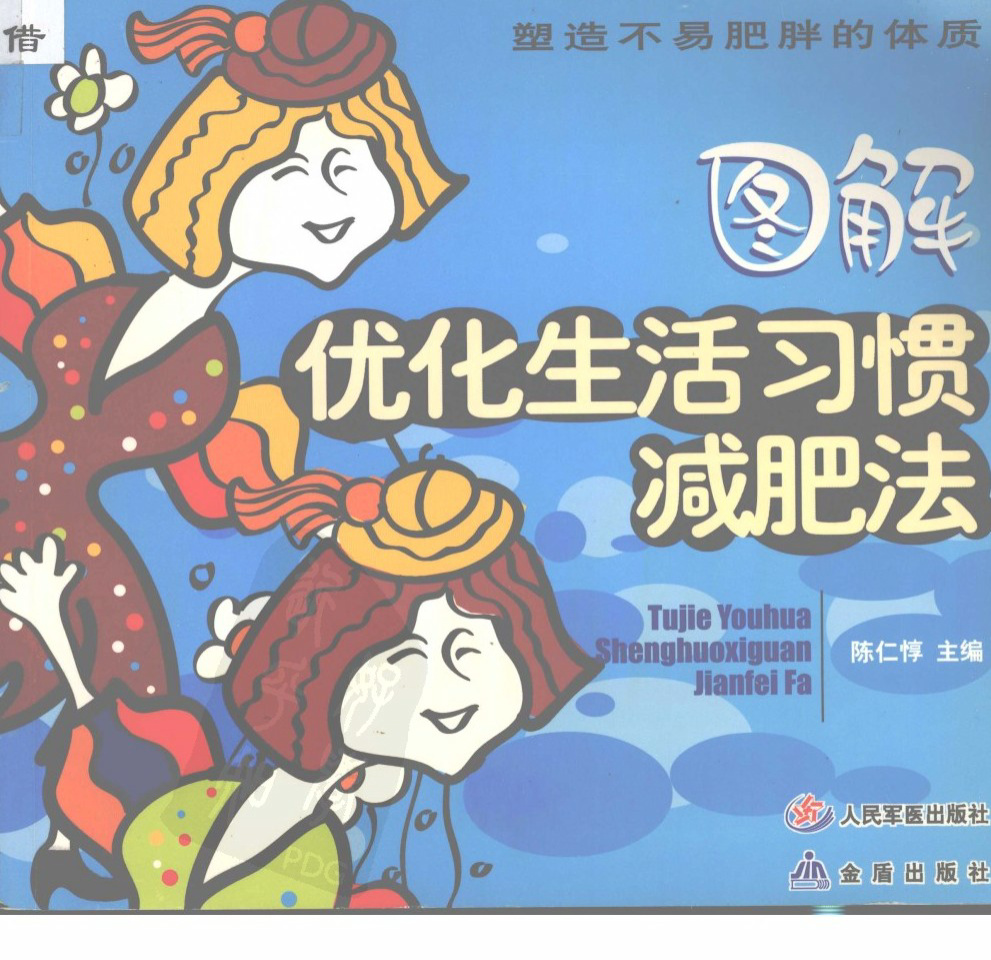 借
塑造不易肥胖的体质
图解
优化生活习惯
减肥法
Tujie Youhua
Shenghuoxiguan
Jianfei Fa
陈仁惇 主编
人民军医出版社
金盾出版社
PDG